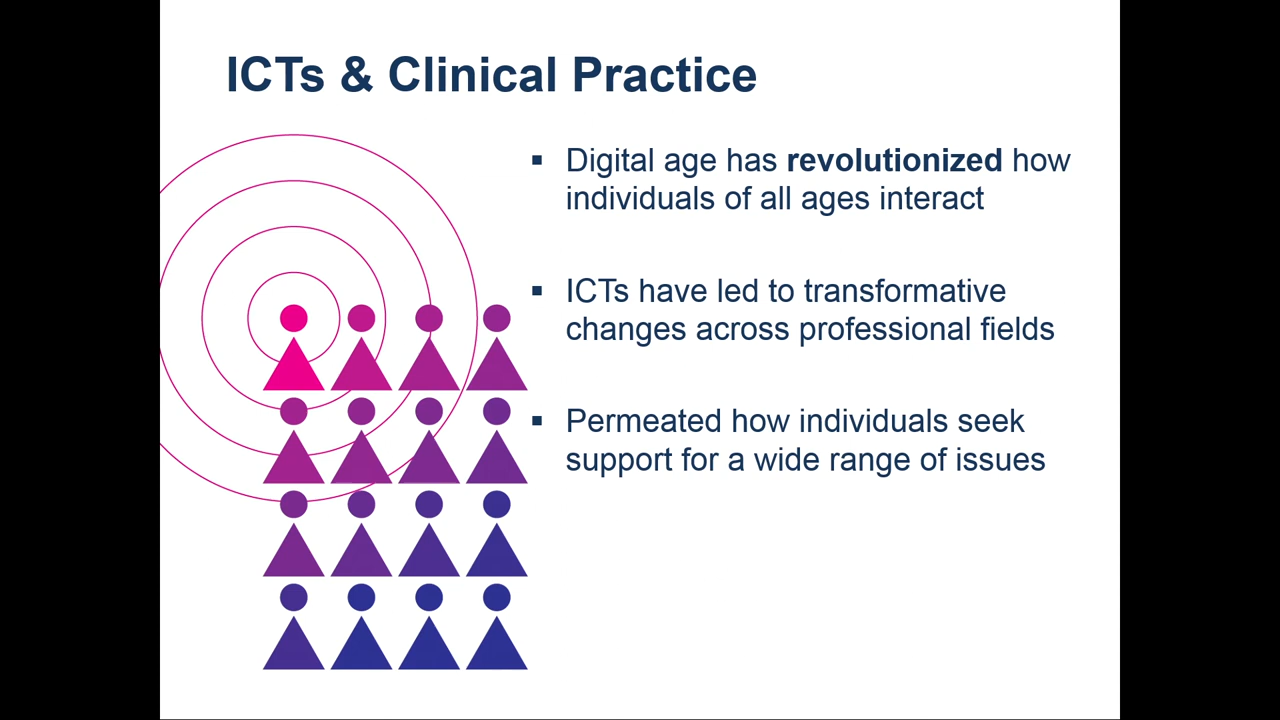 ICTs & Clinical Practice
▪ Digital age has revolutionized how
individuals of all ages interact
▪ ICTs have led to transformative
changes across professional fields
▪ Permeated how individuals seek
support for a wide range of issues